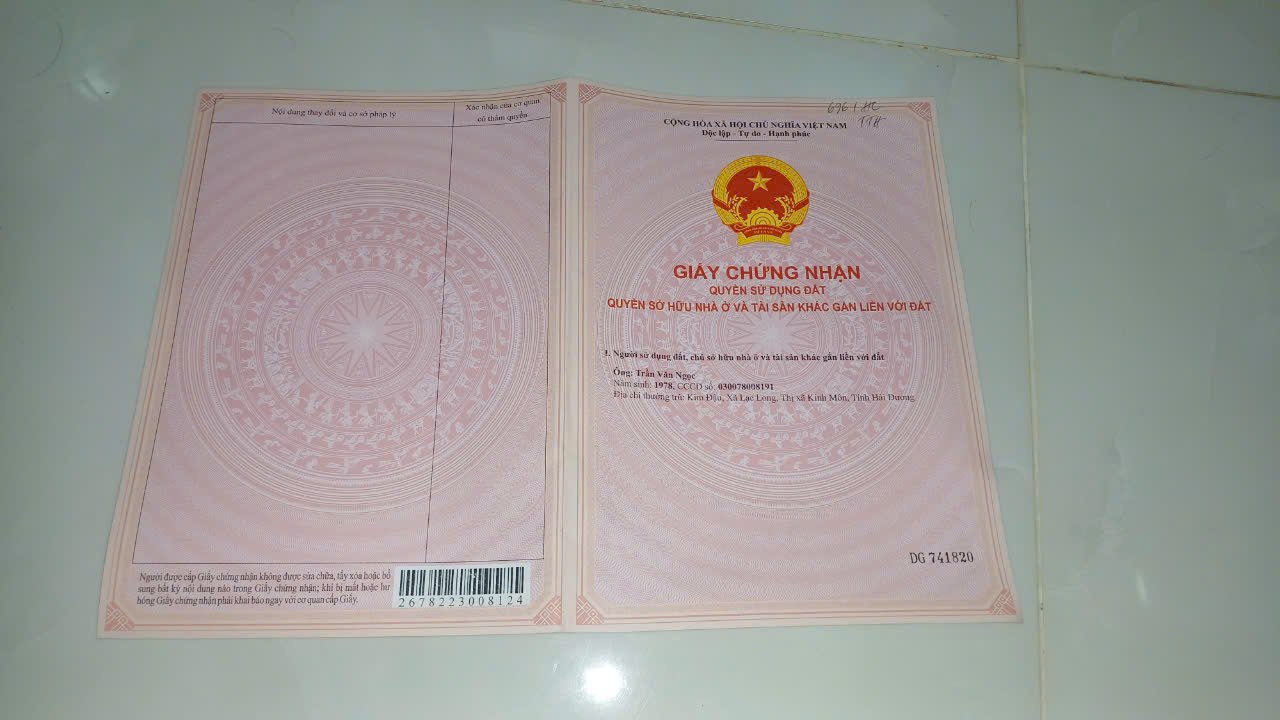 Nội dung thay đổi và cơ sở pháp lý
Xác nhận của cơ quan
có thẩm quyền
Người được cấp Giấy chứng nhận không được sửa chữa, tẩy xóa hoặc bổ
sung bất kỳ nội dung nào trong Giấy chứng nhận; khi bị mất hoặc hư
hỏng Giấy chứng nhận phải khai báo ngay với cơ quan cấp Giấy.
2678223008124
CỘNG HÒA XÃ HỘI CHỦ NGHĨA VIỆT NAM
Độc lập - Tự do - Hạnh phúc
GIẤY CHỨNG NHẬN
QUYỀN SỬ DỤNG ĐẤT
QUYỀN SỞ HỮU NHÀ Ở VÀ TÀI SẢN KHÁC GẮN LIỀN VỚI ĐẤT
I. Người sử dụng đất, chủ sở hữu nhà ở và tài sản khác gắn liền với đất
Ông: Trần Văn Ngọc
Năm sinh: 1978, CCCD số: 030078008191
Địa chỉ thường trú: Kim Đậu, Xã Lạc Long, Thị xã Kinh Môn, Tỉnh Hải Dương
DG 741820